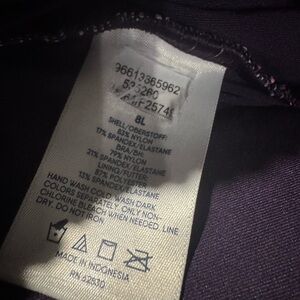 8L
SHELL/OBERSTOFF:
83% NYLON
17% SPANDEX/ELASTANE
BRA/BH:
79% NYLON
21% SPANDEX/ELASTANE
LINING/FUTTER:
87% POLYESTER
13% SPANDEX/ELASTANE
HAND WASH COLD. WASH DARK
COLORS SEPARATELY. ONLY NON-
CHLORINE BLEACH WHEN NEEDED. LINE
DRY. DO NOT IRON.
MADE IN INDONESIA